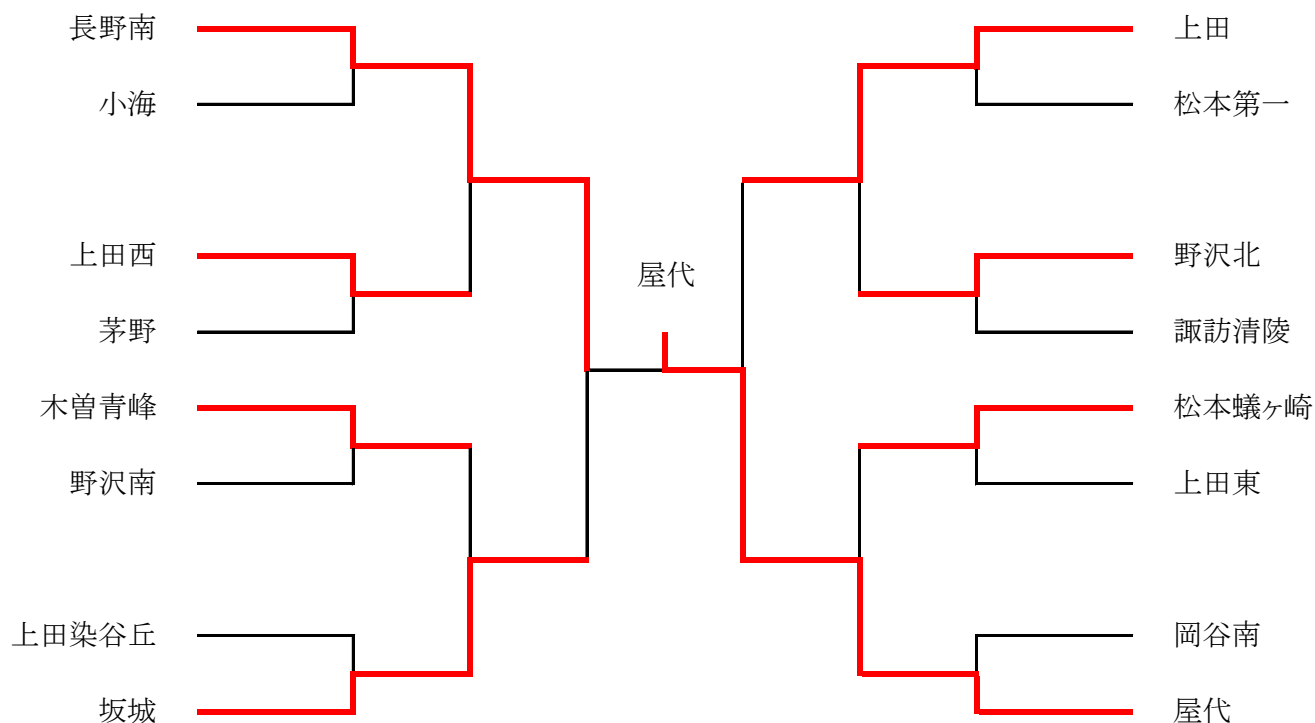 長野南
小海
上田西
茅野
木曽青峰
野沢南
上田染谷丘
坂城
屋代
上田
松本第一
野沢北
諏訪清陵
松本蟻ヶ崎
上田東
岡谷南
屋代